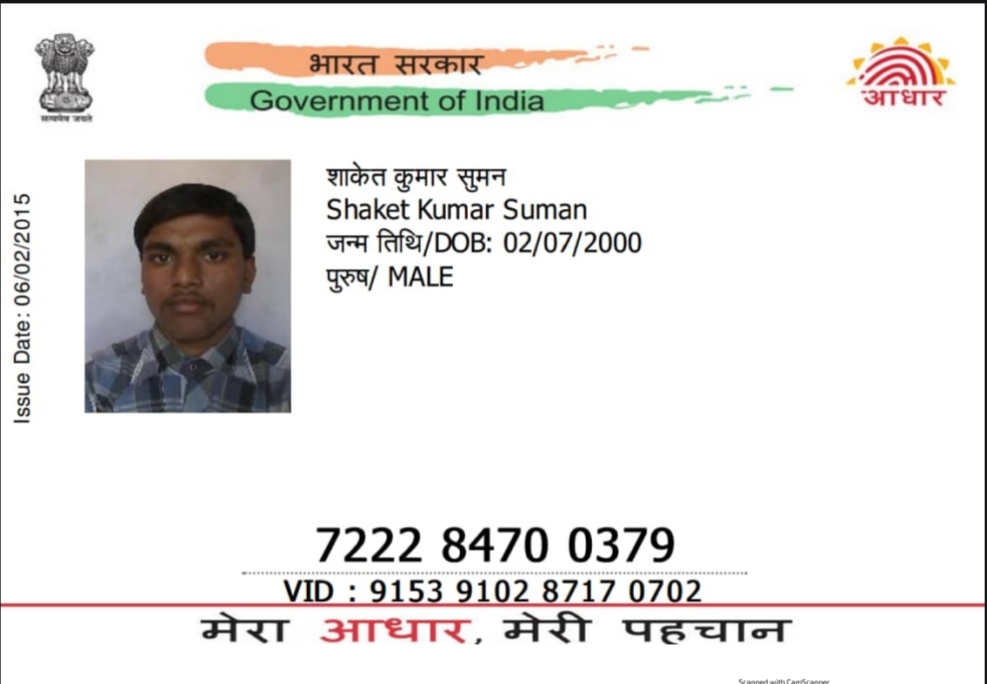 सत्यमेव जयते
भारत सरकार
Government of India
आधार
Issue Date: 06/02/2015
शाकेत कुमार सुमन
Shaket Kumar Suman
जन्म तिथि/DOB: 02/07/2000
पुरुष/ MALE
7222 8470 0379
VID : 9153 9102 8717 0702
मेरा आधार, मेरी पहचान
Scanned with CamScanner